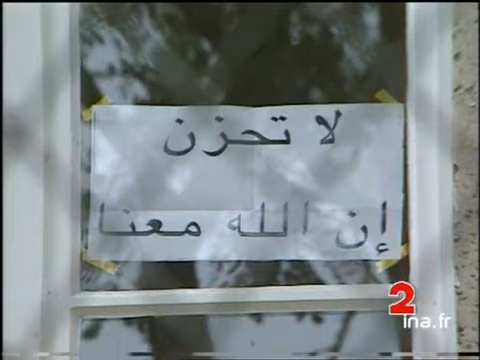 لا تحزن
إن الله معنا
2
ina.fr